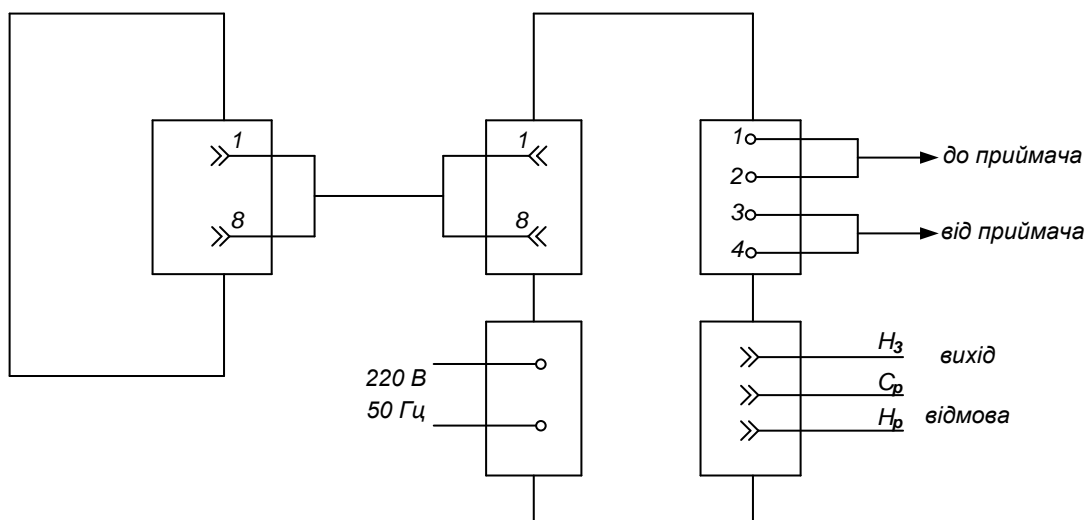 1
8
1
8
220 В
50 Гц
1
2
3
4
до приймача
від приймача
Нз
вихід
Ср
Нр
відмова